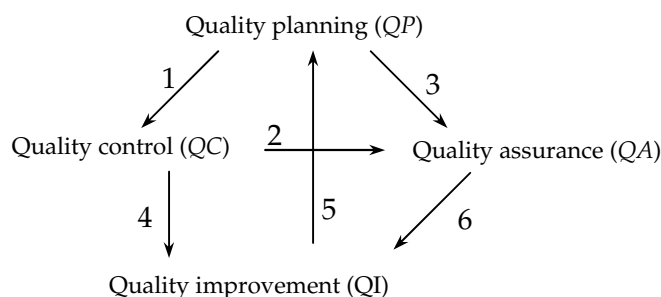 Quality planning (QP)
1
3
Quality control (QC)
2
Quality assurance (QA)
4
5
6
Quality improvement (QI)